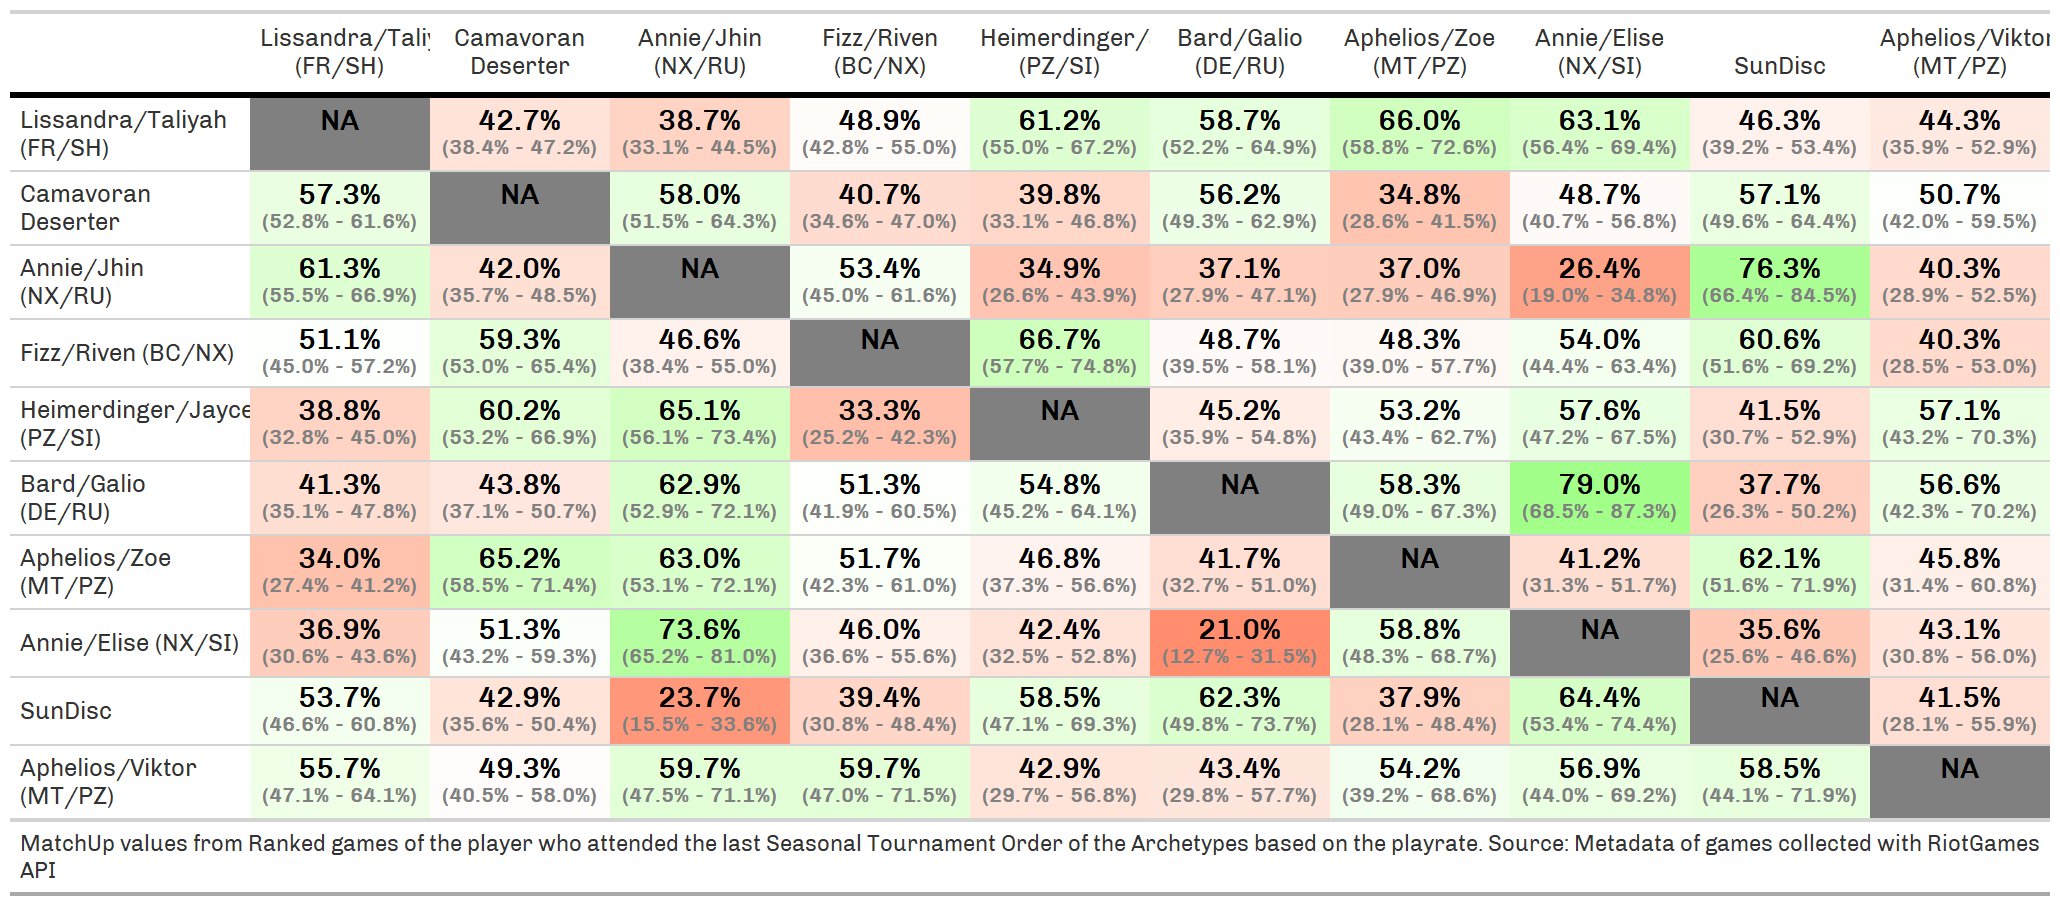 Lissandra/Taliy Camavoran Annie/Jhin Fizz/Riven Heimerdinger/ Bard/Galio Aphelios/Zoe Annie/Elise Aphelios/Viktor
(FR/SH) Deserter (NX/RU) (BC/NX) (PZ/SI) (DE/RU) (MT/PZ) (NX/SI) SunDisc (MT/PZ)
Lissandra/Taliyah NA 42.7% 38.7% 48.9% 61.2% 58.7% 66.0% 63.1% 46.3% 44.3%
(FR/SH) (38.4% - 47.2%) (33.1% - 44.5%) (42.8% - 55.0%) (55.0% - 67.2%) (52.2% - 64.9%) (58.8% - 72.6%) (56.4% - 69.4%) (39.2% - 53.4%) (35.9% - 52.9%)
Camavoran 57.3% NA 58.0% 40.7% 39.8% 56.2% 34.8% 48.7% 57.1% 50.7%
Deserter (52.8% - 61.6%) (51.5% - 64.3%) (34.6% - 47.0%) (33.1% - 46.8%) (49.3% - 62.9%) (28.6% - 41.5%) (40.7% - 56.8%) (49.6% - 64.4%) (42.0% - 59.5%)
Annie/Jhin 61.3% 42.0% NA 53.4% 34.9% 37.1% 37.0% 26.4% 76.3% 40.3%
(NX/RU) (55.5% - 66.9%) (35.7% - 48.5%) (45.0% - 61.6%) (26.6% - 43.9%) (27.9% - 47.1%) (27.9% - 46.9%) (19.0% - 34.8%) (66.4% - 84.5%) (28.9% - 52.5%)
Fizz/Riven (BC/NX) 51.1% 59.3% 46.6% NA 66.7% 48.7% 48.3% 54.0% 60.6% 40.3%
(45.0% - 57.2%) (53.0% - 65.4%) (38.4% - 55.0%) (57.7% - 74.8%) (39.5% - 58.1%) (39.0% - 57.7%) (44.4% - 63.4%) (51.6% - 69.2%) (28.5% - 53.0%)
Heimerdinger/Jayce 38.8% 60.2% 65.1% 33.3% NA 45.2% 53.2% 57.6% 41.5% 57.1%
(PZ/SI) (32.8% - 45.0%) (53.2% - 66.9%) (56.1% - 73.4%) (25.2% - 42.3%) (35.9% - 54.8%) (43.4% - 62.7%) (47.2% - 67.5%) (30.7% - 52.9%) (43.2% - 70.3%)
Bard/Galio 41.3% 43.8% 62.9% 51.3% 54.8% NA 58.3% 79.0% 37.7% 56.6%
(DE/RU) (35.1% - 47.8%) (37.1% - 50.7%) (52.9% - 72.1%) (41.9% - 60.5%) (45.2% - 64.1%) (49.0% - 67.3%) (68.5% - 87.3%) (26.3% - 50.2%) (42.3% - 70.2%)
Aphelios/Zoe 34.0% 65.2% 63.0% 51.7% 46.8% 41.7% NA 41.2% 62.1% 45.8%
(MT/PZ) (27.4% - 41.2%) (58.5% - 71.4%) (53.1% - 72.1%) (42.3% - 61.0%) (37.3% - 56.6%) (32.7% - 51.0%) (31.3% - 51.7%) (51.6% - 71.9%) (31.4% - 60.8%)
Annie/Elise (NX/SI) 36.9% 51.3% 73.6% 46.0% 42.4% 21.0% 58.8% NA 35.6% 43.1%
(30.6% - 43.6%) (43.2% - 59.3%) (65.2% - 81.0%) (36.6% - 55.6%) (32.5% - 52.8%) (12.7% - 31.5%) (48.3% - 68.7%) (25.6% - 46.6%) (30.8% - 56.0%)
SunDisc 53.7% 42.9% 23.7% 39.4% 58.5% 62.3% 37.9% 64.4% NA 41.5%
(46.6% - 60.8%) (35.6% - 50.4%) (15.5% - 33.6%) (30.8% - 48.4%) (47.1% - 69.3%) (49.8% - 73.7%) (28.1% - 48.4%) (53.4% - 74.4%) (28.1% - 55.9%)
Aphelios/Viktor 55.7% 49.3% 59.7% 59.7% 42.9% 43.4% 54.2% 56.9% 58.5% NA
(MT/PZ) (47.1% - 64.1%) (40.5% - 58.0%) (47.5% - 71.1%) (47.0% - 71.5%) (29.7% - 56.8%) (29.8% - 57.7%) (39.2% - 68.6%) (44.0% - 69.2%) (44.1% - 71.9%)
MatchUp values from Ranked games of the player who attended the last Seasonal Tournament Order of the Archetypes based on the playrate. Source: Metadata of games collected with RiotGames
API